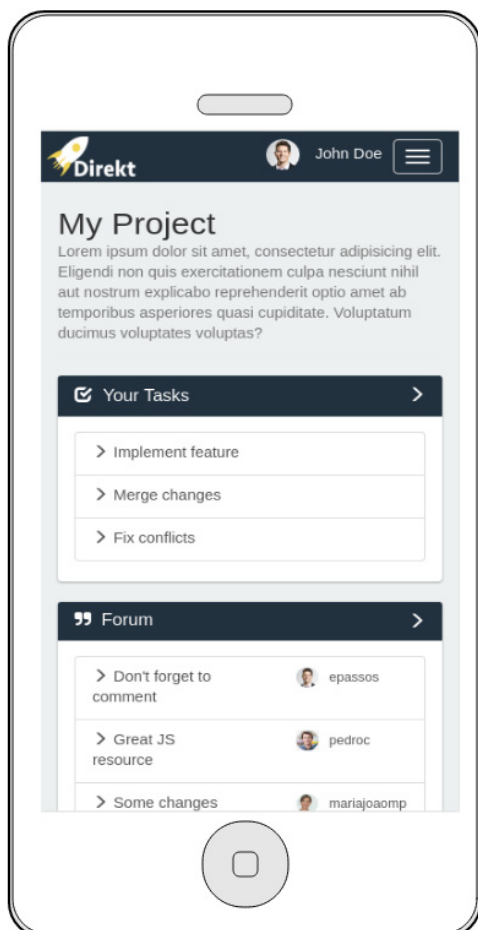 Direkt
John Doe
My Project
Lorem ipsum dolor sit amet, consectetur adipisicing elit.
Eligendi non quis exercitationem culpa nesciunt nihil
aut nostrum explicabo reprehenderit optio amet ab
temporibus asperiores quasi cupiditate. Voluptatum
ducimus voluptates voluptas?
Your Tasks
Implement feature
Merge changes
Fix conflicts
Forum
Don't forget to epassos
comment
Great JS pedroc
resource
Some changes mariajoaomp